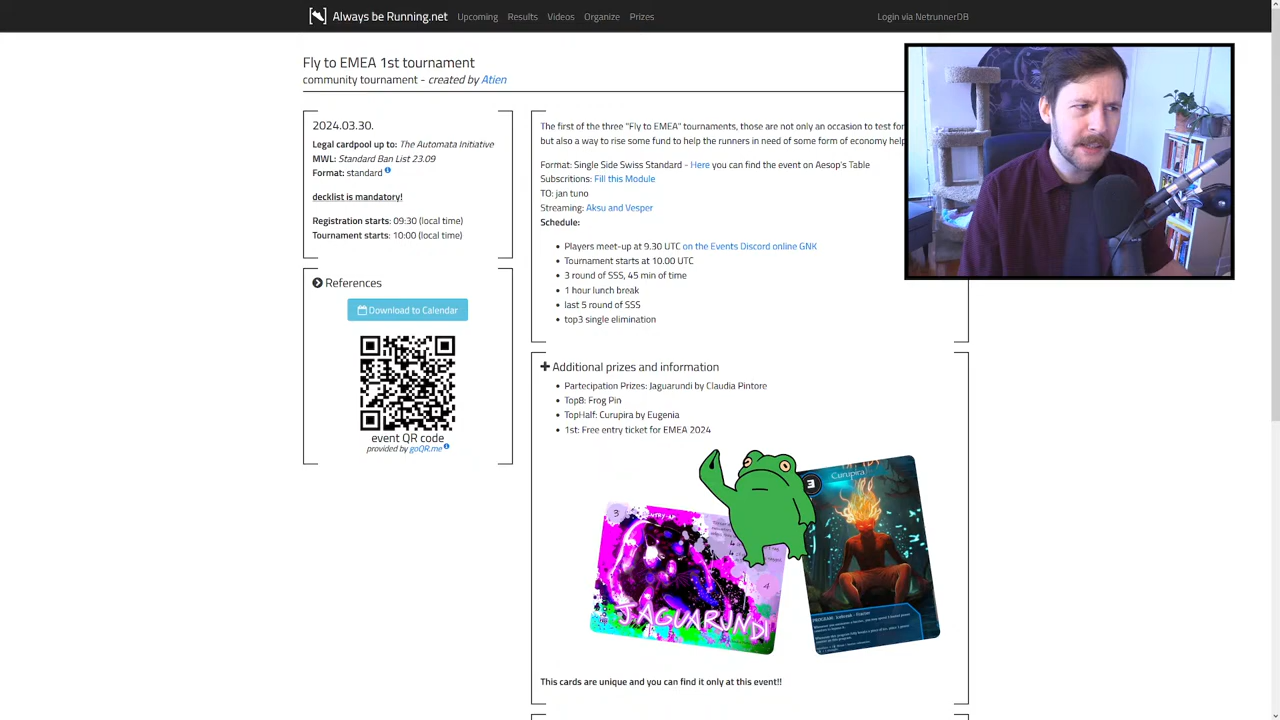 Always be Running.net Upcoming Results Videos Organize Prizes Login via NetrunnerDB
Fly to EMEA 1st tournament
community tournament - created by Atien
2024.03.30.
Legal cardpool up to: The Automata Initiative
MWL: Standard Ban List 23.09
Format: standard
decklist is mandatory!
Registration starts: 09:30 (local time)
Tournament starts: 10:00 (local time)
References
Download to Calendar
event QR code
provided by goQR.me
The first of the three "Fly to EMEA" tournaments, those are not only an occasion to test for
but also a way to rise some fund to help the runners in need of some form of economy help
Format: Single Side Swiss Standard - Here you can find the event on Aesop's Table
Subscritions: Fill this Module
TO: jan tuno
Streaming: Aksu and Vesper
Schedule:
Players meet-up at 9.30 UTC on the Events Discord online GNK
Tournament starts at 10.00 UTC
3 round of SSS, 45 min of time
1 hour lunch break
last 5 round of SSS
top3 single elimination
Additional prizes and information
Partecipation Prizes: Jaguarundi by Claudia Pintore
Top8: Frog Pin
TopHalf: Curupira by Eugenia
1st: Free entry ticket for EMEA 2024
3
4
JAGUARUNDI
3
Curupira
This cards are unique and you can find it only at this event!!